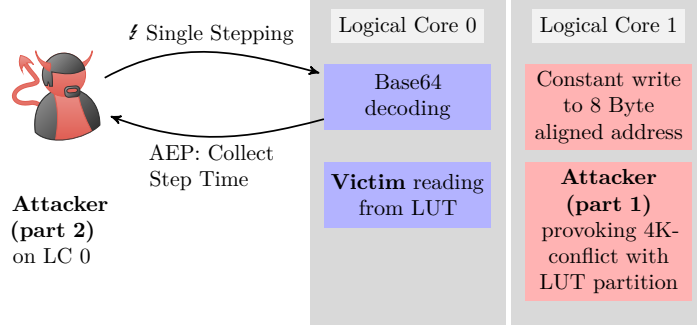 Single Stepping
AEP: Collect
Step Time
Attacker
(part 2)
on LC 0
Logical Core 0
Base64
decoding
Victim reading
from LUT
Logical Core 1
Constant write
to 8 Byte
aligned address
Attacker
(part 1)
provoking 4K-
conflict with
LUT partition